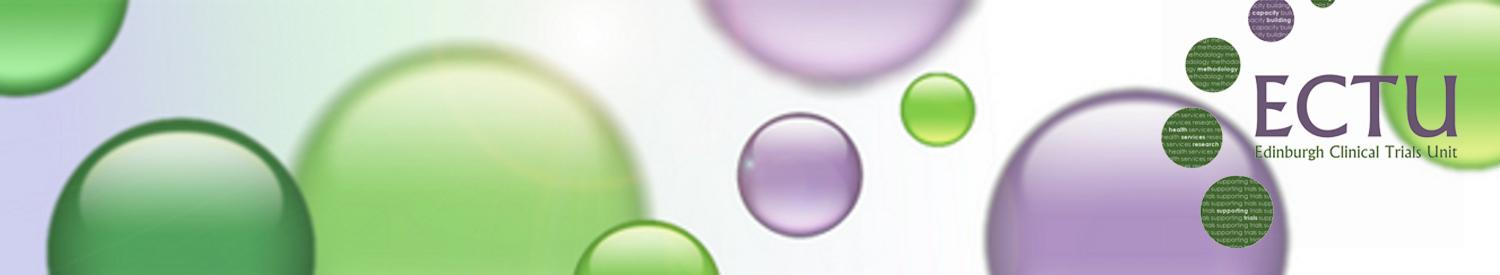 capacity building
methodology
health services research
supporting trials
ECTU
Edinburgh Clinical Trials Unit